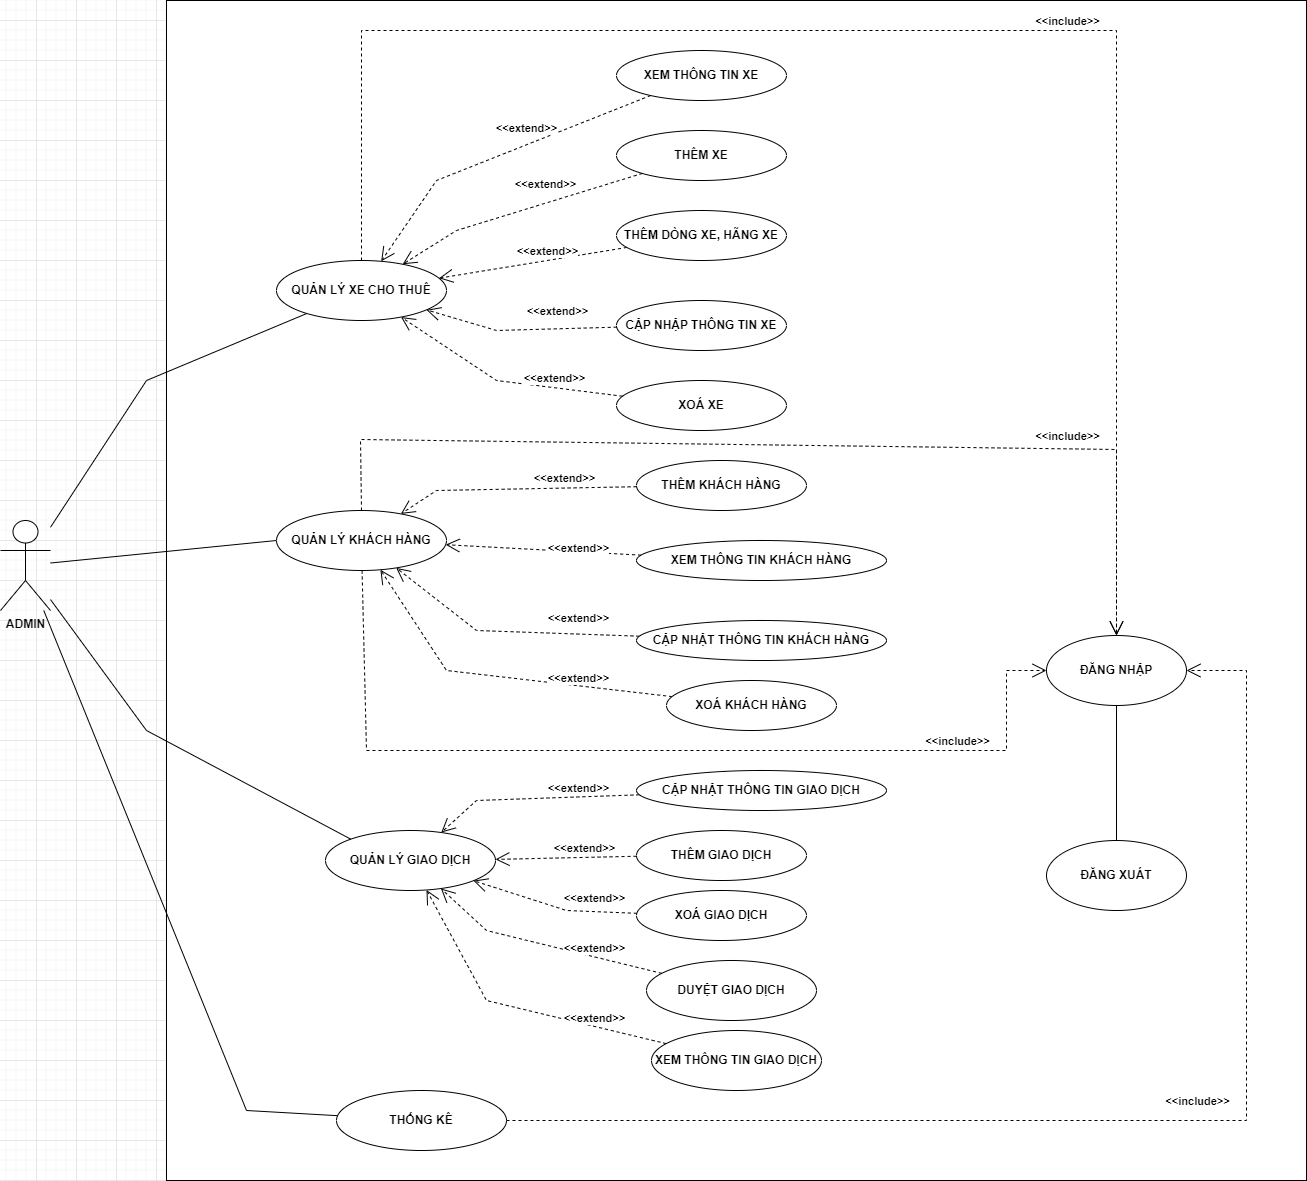 <<include>>
XEM THÔNG TIN XE
<<extend>>
THÊM XE
<<extend>>
THÊM DÒNG XE, HÃNG XE
<<extend>>
QUẢN LÝ XE CHO THUÊ
<<extend>>
CẬP NHẬP THÔNG TIN XE
<<extend>>
XOÁ XE
<<include>>
<<extend>>
THÊM KHÁCH HÀNG
QUẢN LÝ KHÁCH HÀNG
<<extend>>
XEM THÔNG TIN KHÁCH HÀNG
ADMIN
<<extend>>
CẬP NHẬT THÔNG TIN KHÁCH HÀNG
ĐĂNG NHẬP
<<extend>>
XOÁ KHÁCH HÀNG
<<include>>
<<extend>>
CẬP NHẬT THÔNG TIN GIAO DỊCH
QUẢN LÝ GIAO DỊCH
<<extend>>
THÊM GIAO DỊCH
ĐĂNG XUÁT
<<extend>>
XOÁ GIAO DỊCH
<<extend>>
DUYỆT GIAO DỊCH
<<extend>>
XEM THÔNG TIN GIAO DỊCH
<<include>>
THỐNG KÊ